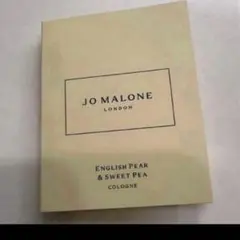 JO MALONE
LONDON
ENGLISH PEAR
& SWEET PEA
COLOGNE